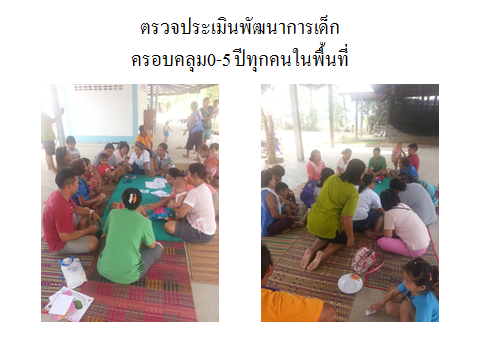 ตรวจประเมินพัฒนาการเด็ก
ครอบคลุม0-5 ปีทุกคนในพื้นที่